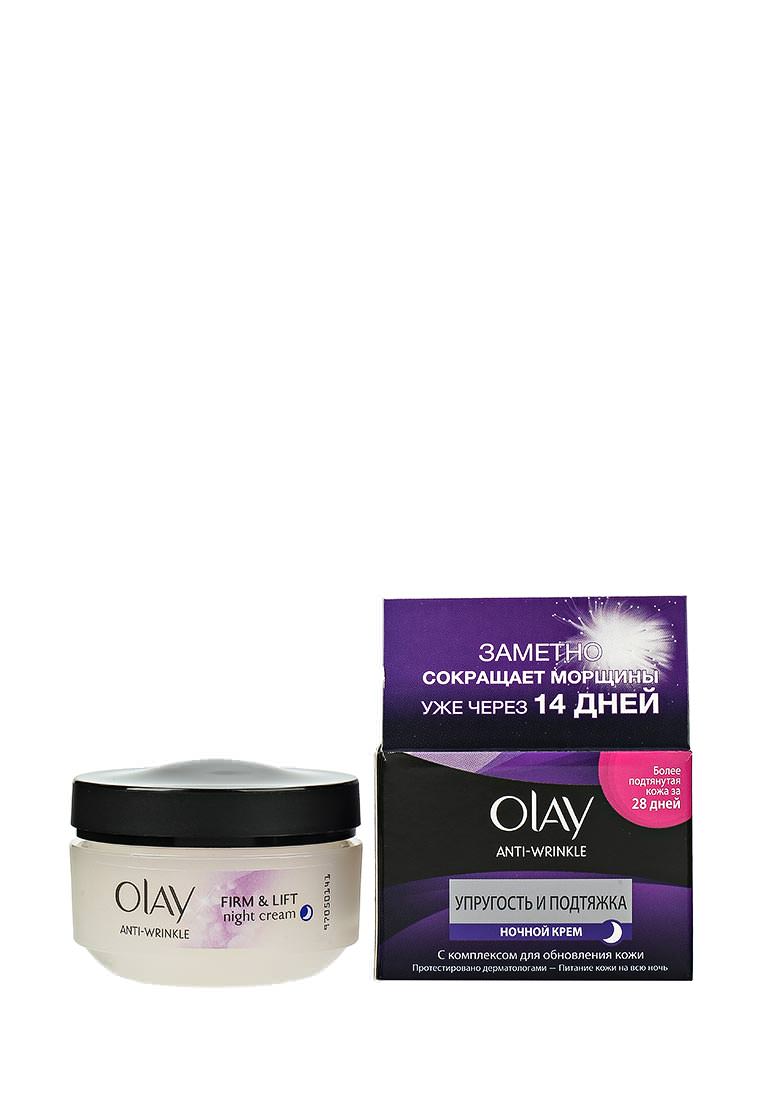 OLAY
ANTI-WRINKLE
FIRM & LIFT
night cream
97050141
ЗАМЕТНО
СОКРАЩАЕТ МОРЩИНЫ
УЖЕ ЧЕРЕЗ 14 ДНЕЙ
Более
подтянутая
кожа за
28 дней
OLAY
ANTI-WRINKLE
УПРУГОСТЬ И ПОДТЯЖКА
НОЧНОЙ КРЕМ
С комплексом для обновления кожи
Протестировано дерматологами — Питание кожи на всю ночь